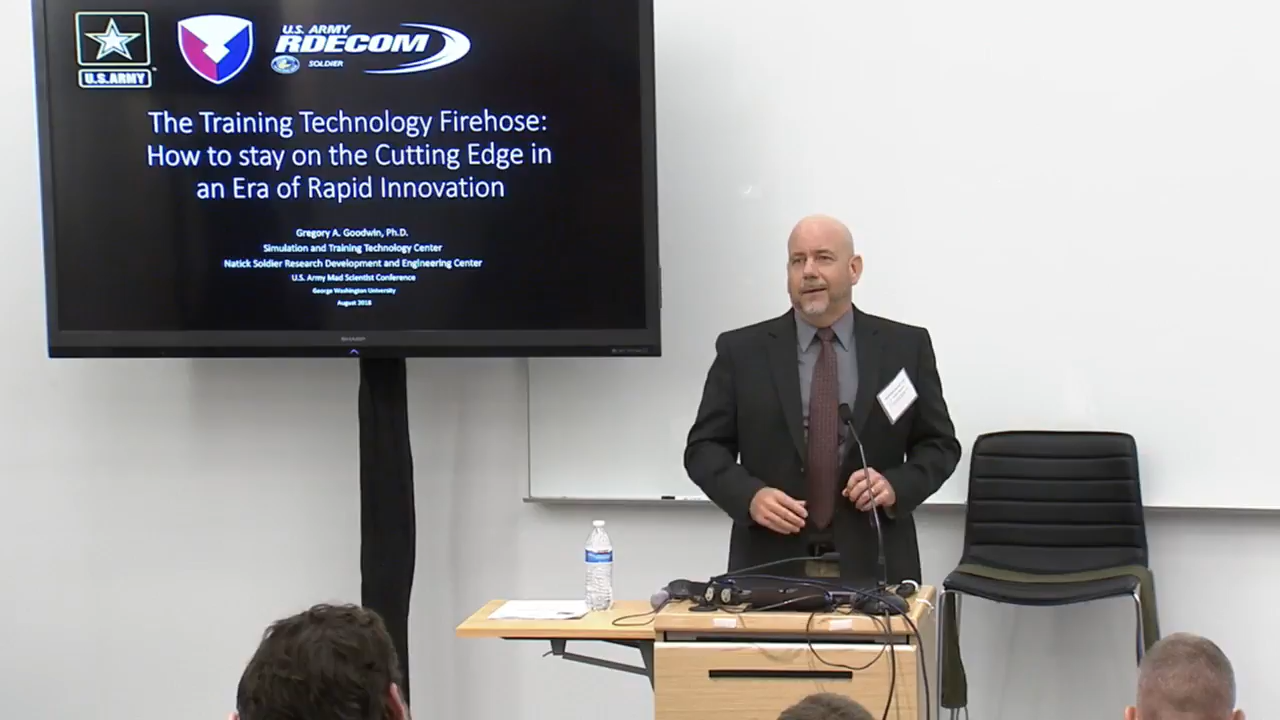 U.S. ARMY
U.S. ARMY
RDECOM
SOLDIER
The Training Technology Firehose:
How to stay on the Cutting Edge in
an Era of Rapid Innovation
Gregory A. Goodwin, Ph.D.
Simulation and Training Technology Center
Natick Soldier Research Development and Engineering Center
U.S. Army Mad Scientist Conference
George Washington University
August 2018
SHARP